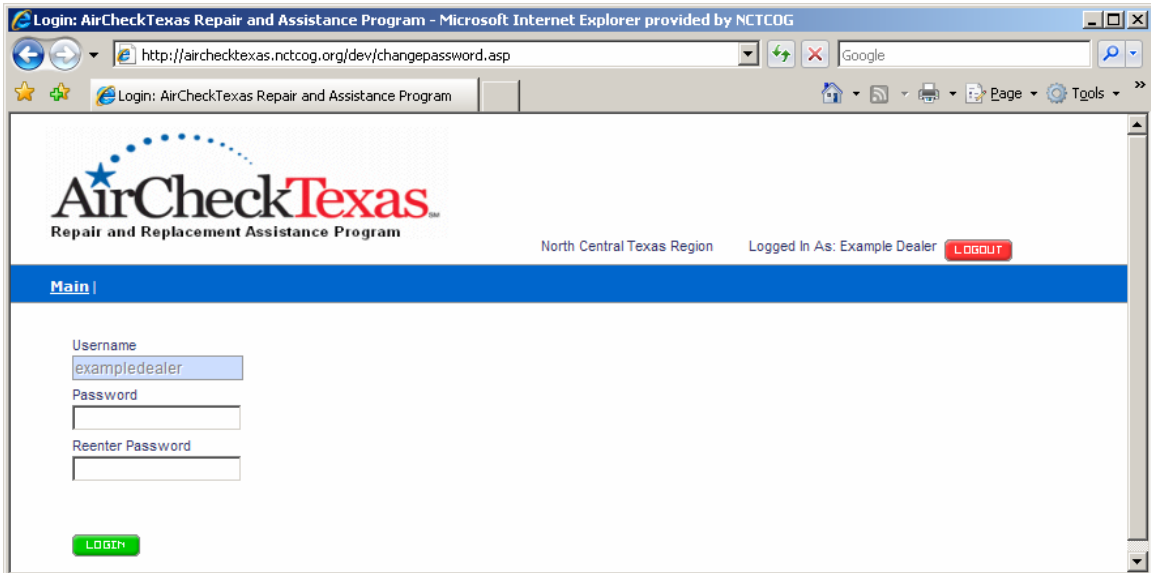 Login: AirCheckTexas Repair and Assistance Program - Microsoft Internet Explorer provided by NCTCOG
http://airchecktexas.nctcog.org/dev/changepassword.asp
Google
Login: AirCheckTexas Repair and Assistance Program
Page
Tools
»
AirCheckTexas SM
Repair and Replacement Assistance Program
North Central Texas Region Logged In As: Example Dealer LOGOUT
Main |
Username
exampledealer
Password
Reenter Password
LOGIN